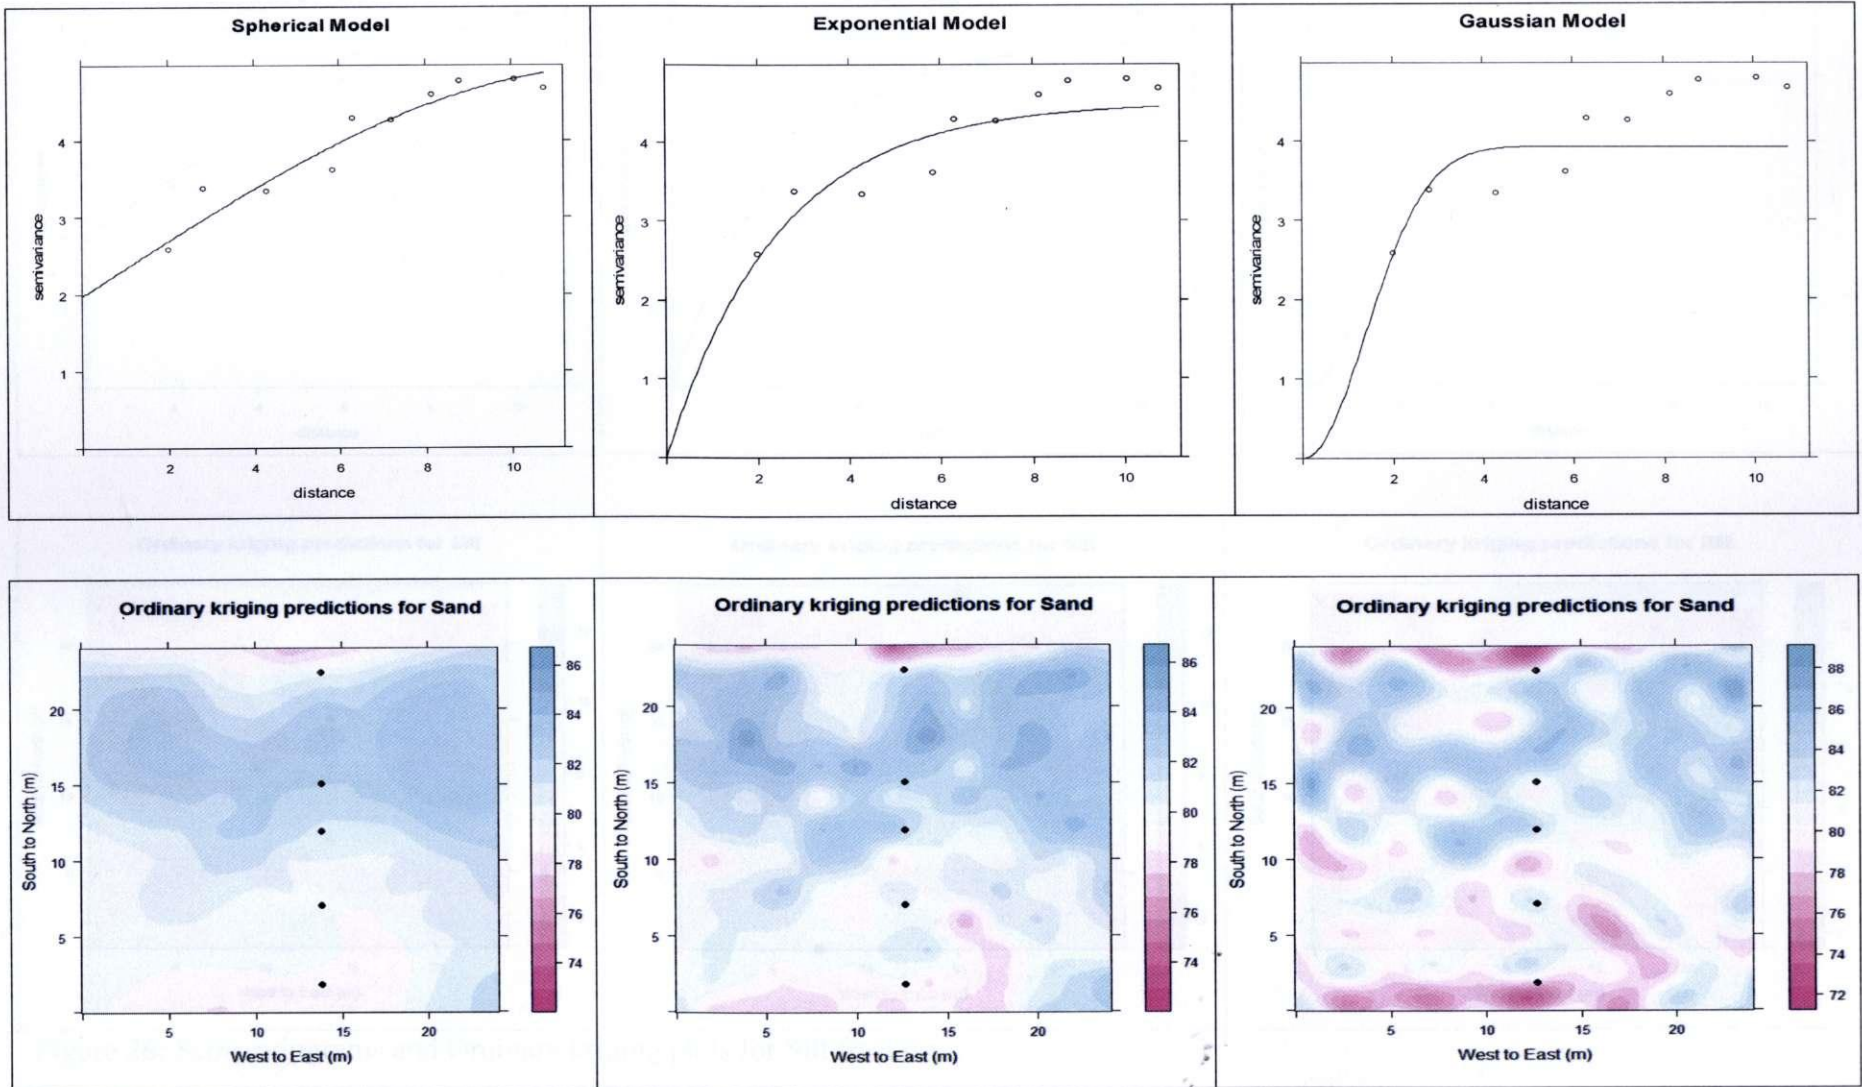 Spherical Model
4
3
2
1
semivariance
2 4 6 8 10
distance
Exponential Model
4
3
2
1
semivariance
2 4 6 8 10
distance
Gaussian Model
4
3
2
1
semivariance
2 4 6 8 10
distance
Ordinary kriging predictions for Sand
20
15
10
5
South to North (m)
5 10 15 20
West to East (m)
86
84
82
80
78
76
74
Ordinary kriging predictions for Sand
20
15
10
5
South to North (m)
5 10 15 20
West to East (m)
86
84
82
80
78
76
74
Ordinary kriging predictions for Sand
20
15
10
5
South to North (m)
5 10 15 20
West to East (m)
88
86
84
82
80
78
76
74
72